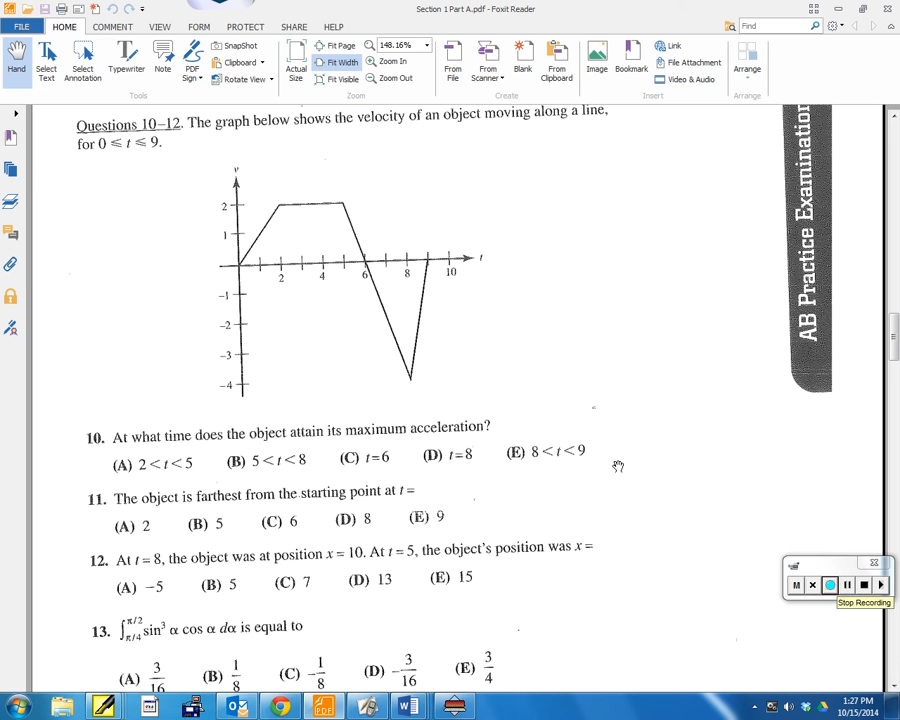 Section 1 Part A.pdf - Foxit Reader
FILE HOME COMMENT VIEW FORM PROTECT SHARE HELP
Find
Hand
Select Text
Select Annotation
Typewriter
Note
PDF Sign
SnapShot
Clipboard
Rotate View
Tools
Actual Size
Fit Page
Fit Width
Fit Visible
148.16%
Zoom In
Zoom Out
Zoom
From File
From Scanner
Blank
From Clipboard
Create
Image
Bookmark
Link
File Attachment
Video & Audio
Insert
Arrange
Arrange
Questions 10–12. The graph below shows the velocity of an object moving along a line,
for 0 ≤ t ≤ 9.
v
2
1
-1
-2
-3
-4
2 4 6 8 10 t
AB Practice Examination
10. At what time does the object attain its maximum acceleration?
(A) 2 < t < 5 (B) 5 < t < 8 (C) t = 6 (D) t = 8 (E) 8 < t < 9
11. The object is farthest from the starting point at t =
(A) 2 (B) 5 (C) 6 (D) 8 (E) 9
12. At t = 8, the object was at position x = 10. At t = 5, the object's position was x =
(A) −5 (B) 5 (C) 7 (D) 13 (E) 15
13. ∫π/4^π/2 sin³ α cos α dα is equal to
(A) 3/16 (B) 1/8 (C) −1/8 (D) −3/16 (E) 3/4
M
Stop Recording
PDF
1:27 PM
10/15/2014